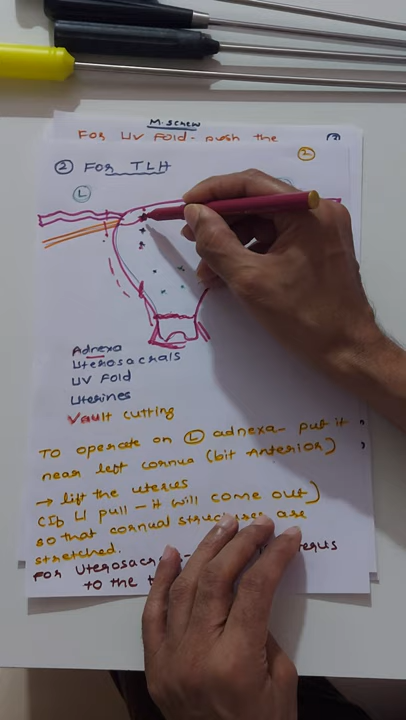 M. SCREW
FOR UV FOLD- push the
②
② FOR TLH
②
Ⓛ
Adnexa
Uterosacrals
UV FOLD
Uterines
Vault cutting
TO operate on Ⓛ adnexa- put it
near left cornua (bit Anterior)
→ lift the uterus
pull - it will come out)
so that cornual structures are
stretched.
FOR Uterosacr
to the